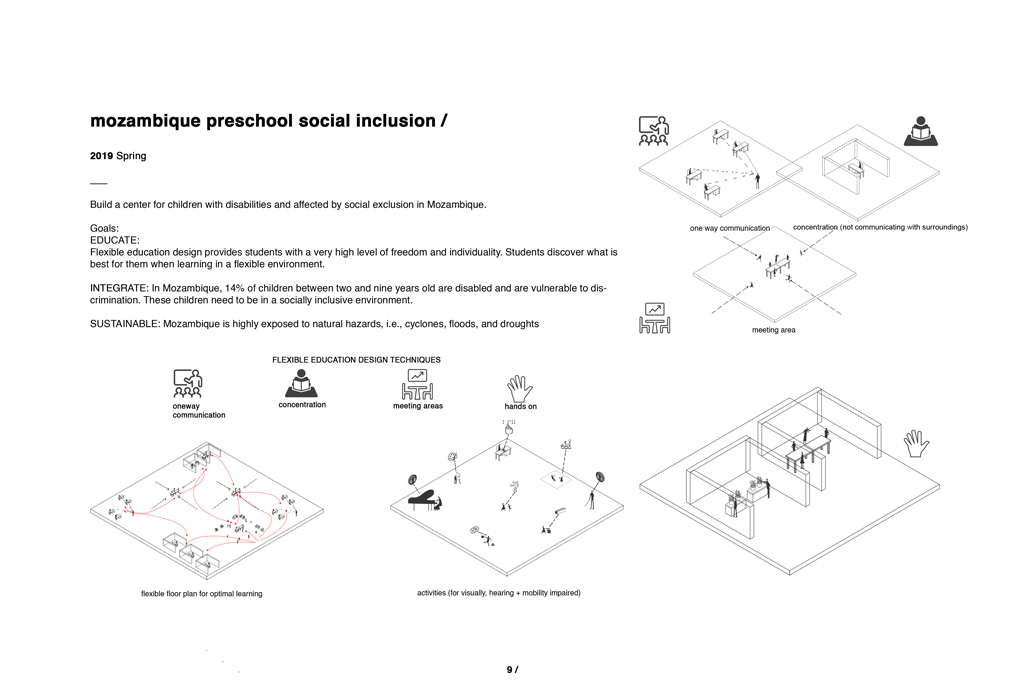 mozambique preschool social inclusion /
2019 Spring
Build a center for children with disabilities and affected by social exclusion in Mozambique.
Goals:
EDUCATE:
Flexible education design provides students with a very high level of freedom and individuality. Students discover what is
best for them when learning in a flexible environment.
INTEGRATE: In Mozambique, 14% of children between two and nine years old are disabled and are vulnerable to dis-
crimination. These children need to be in a socially inclusive environment.
SUSTAINABLE: Mozambique is highly exposed to natural hazards, i.e., cyclones, floods, and droughts
one way communication
concentration (not communicating with surroundings)
meeting area
FLEXIBLE EDUCATION DESIGN TECHNIQUES
oneway
communication
concentration
meeting areas
hands on
flexible floor plan for optimal learning
activities (for visually, hearing + mobility impaired)
9 /